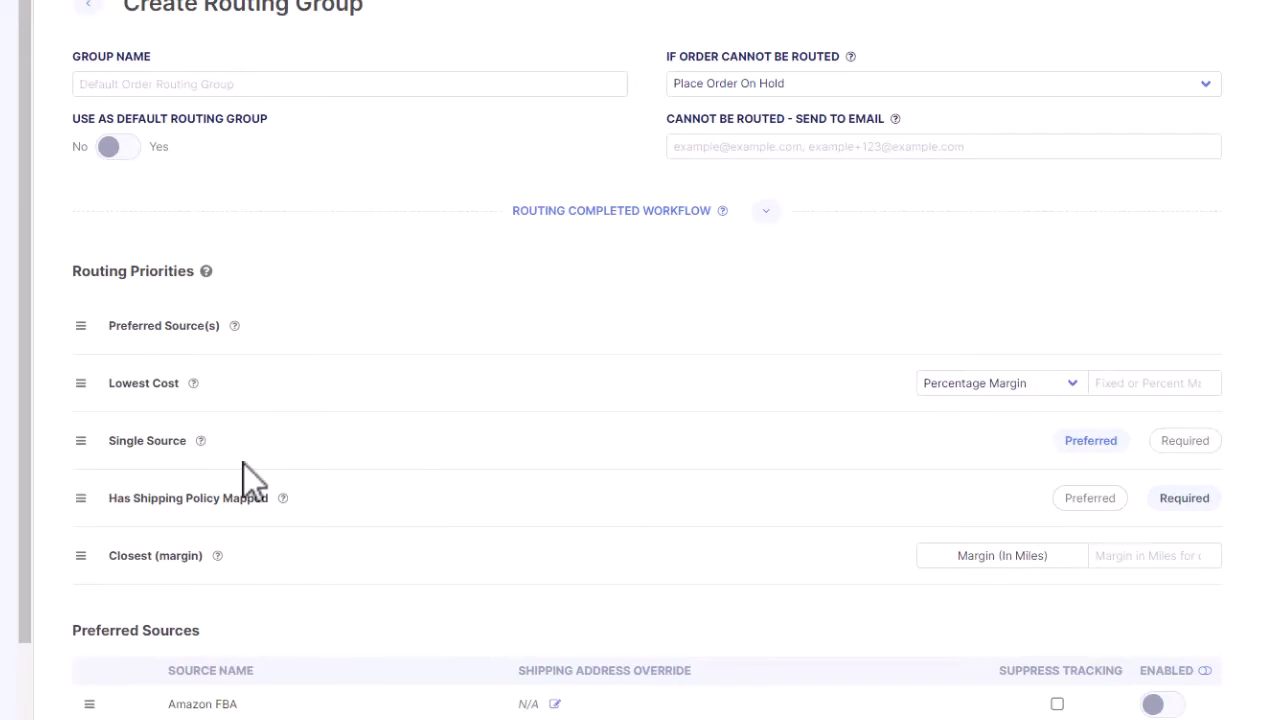 Create Routing Group
GROUP NAME
Default Order Routing Group
IF ORDER CANNOT BE ROUTED
Place Order On Hold
USE AS DEFAULT ROUTING GROUP
No Yes
CANNOT BE ROUTED - SEND TO EMAIL
example@example.com, example+123@example.com
ROUTING COMPLETED WORKFLOW
Routing Priorities
Preferred Source(s)
Lowest Cost Percentage Margin Fixed or Percent Ma
Single Source Preferred Required
Has Shipping Policy Mapped Preferred Required
Closest (margin) Margin (In Miles) Margin in Miles for
Preferred Sources
SOURCE NAME SHIPPING ADDRESS OVERRIDE SUPPRESS TRACKING ENABLED
Amazon FBA N/A